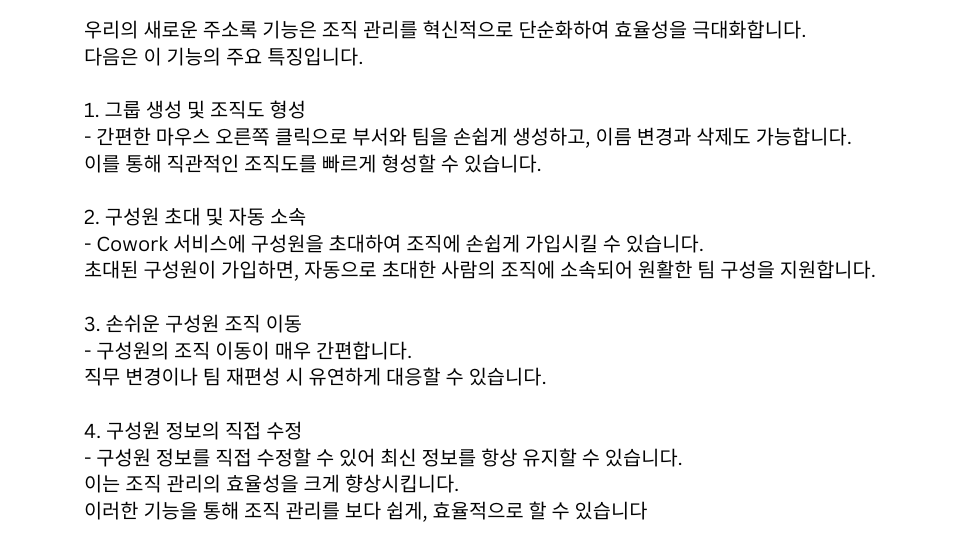 우리의 새로운 주소록 기능은 조직 관리를 혁신적으로 단순화하여 효율성을 극대화합니다.
다음은 이 기능의 주요 특징입니다.
1. 그룹 생성 및 조직도 형성
- 간편한 마우스 오른쪽 클릭으로 부서와 팀을 손쉽게 생성하고, 이름 변경과 삭제도 가능합니다.
이를 통해 직관적인 조직도를 빠르게 형성할 수 있습니다.
2. 구성원 초대 및 자동 소속
- Cowork 서비스에 구성원을 초대하여 조직에 손쉽게 가입시킬 수 있습니다.
초대된 구성원이 가입하면, 자동으로 초대한 사람의 조직에 소속되어 원활한 팀 구성을 지원합니다.
3. 손쉬운 구성원 조직 이동
- 구성원의 조직 이동이 매우 간편합니다.
직무 변경이나 팀 재편성 시 유연하게 대응할 수 있습니다.
4. 구성원 정보의 직접 수정
- 구성원 정보를 직접 수정할 수 있어 최신 정보를 항상 유지할 수 있습니다.
이는 조직 관리의 효율성을 크게 향상시킵니다.
이러한 기능을 통해 조직 관리를 보다 쉽게, 효율적으로 할 수 있습니다